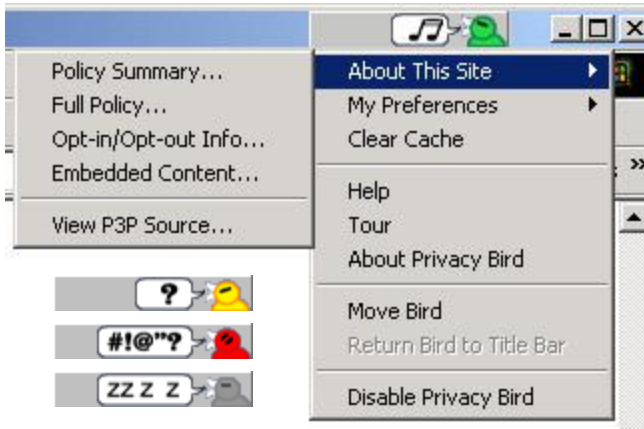 About This Site
My Preferences
Clear Cache
Help
Tour
About Privacy Bird
Move Bird
Return Bird to Title Bar
Disable Privacy Bird
Policy Summary...
Full Policy...
Opt-in/Opt-out Info...
Embedded Content...
View P3P Source...
?
#!@"?
ZZ Z Z